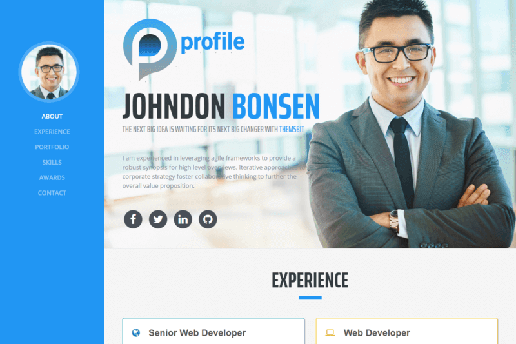 profile
JOHNDON BONSEN
THE NEXT BIG IDEA IS WAITING FOR ITS NEXT BIG CHANGER WITH THEMSBIT
I am experienced in leveraging agile frameworks to provide a
robust synopsis for high level overviews. Iterative approaches
corporate strategy foster collaborative thinking to further the
overall value proposition.
ABOUT
EXPERIENCE
PORTFOLIO
SKILLS
AWARDS
CONTACT
EXPERIENCE
Senior Web Developer
Web Developer